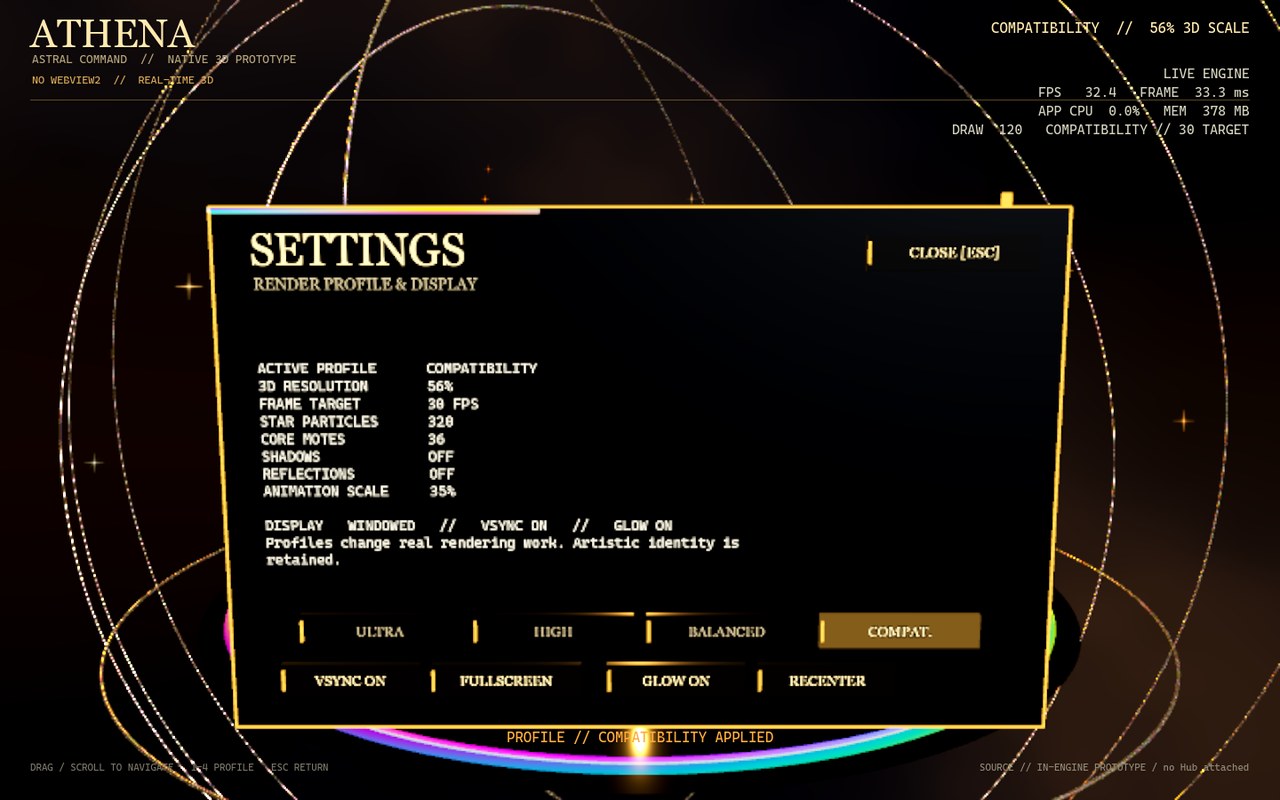 ATHENA
ASTRAL COMMAND // NATIVE 3D PROTOTYPE
NO WEBVIEW2 // REAL-TIME 3D
COMPATIBILITY // 56% 3D SCALE
LIVE ENGINE
FPS 32.4 FRAME 33.3 ms
APP CPU 0.0% MEM 378 MB
DRAW 120 COMPATIBILITY // 30 TARGET
SETTINGS
RENDER PROFILE & DISPLAY
CLOSE [ESC]
ACTIVE PROFILE COMPATIBILITY
3D RESOLUTION 56%
FRAME TARGET 30 FPS
STAR PARTICLES 320
CORE MOTES 36
SHADOWS OFF
REFLECTIONS OFF
ANIMATION SCALE 35%
DISPLAY WINDOWED // VSYNC ON // GLOW ON
Profiles change real rendering work. Artistic identity is
retained.
ULTRA HIGH BALANCED COMPAT.
VSYNC ON FULLSCREEN GLOW ON RECENTER
PROFILE // COMPATIBILITY APPLIED
DRAG / SCROLL TO NAVIGATE 1-4 PROFILE ESC RETURN
SOURCE // IN-ENGINE PROTOTYPE / no Hub attached